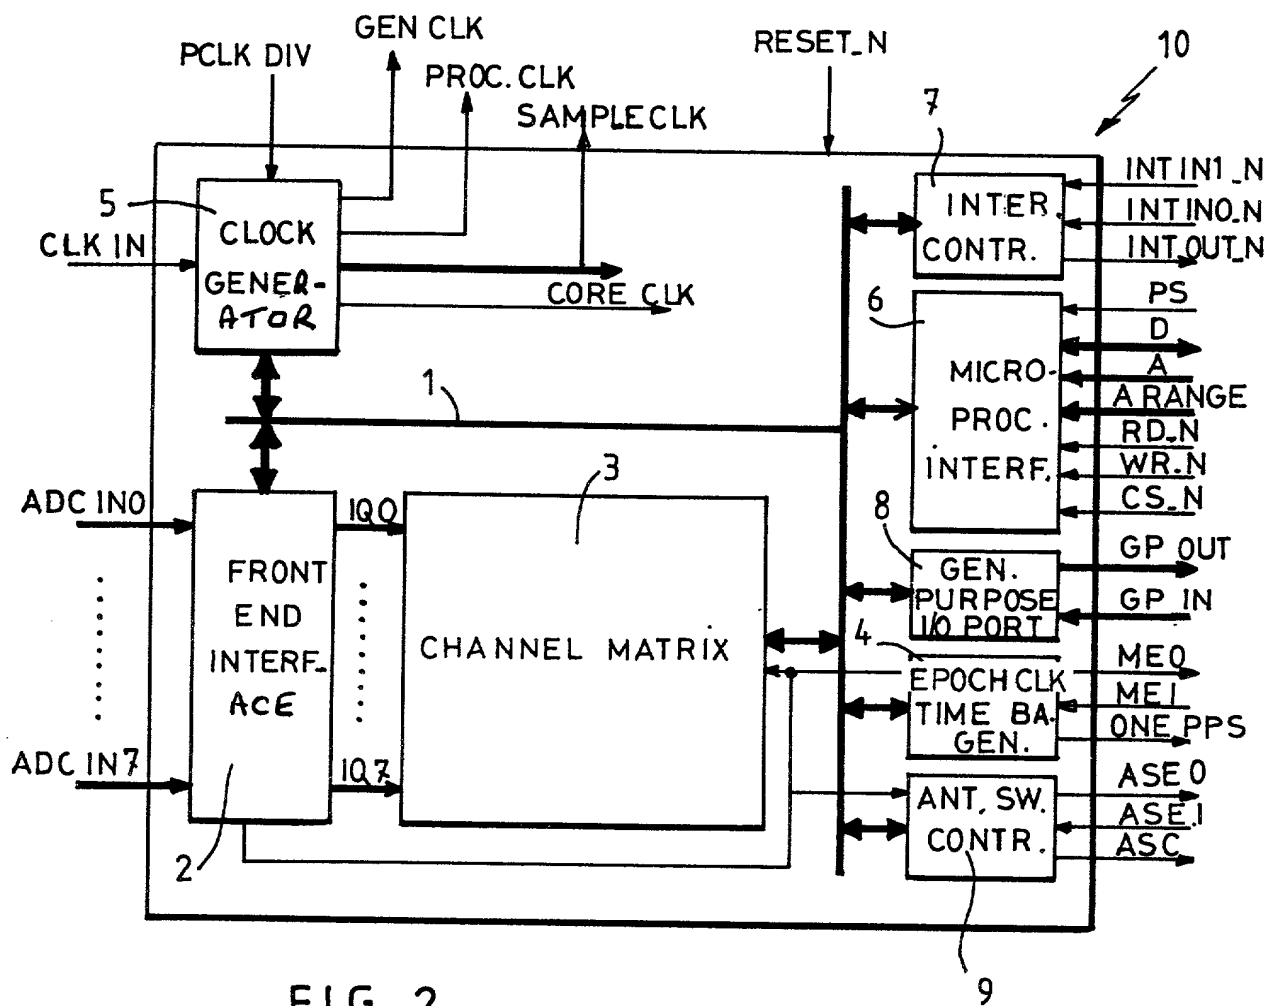 GEN CLK
PCLK DIV
PROC. CLK
SAMPLE CLK
RESET_N
10
7
5
CLOCK
GENER-
ATOR
CLK IN
CORE CLK
INTER.
CONTR.
INT IN1_N
INT IN0_N
INT OUT_N
6
MICRO-
PROC.
INTERF.
PS
D
A
A RANGE
RD_N
WR_N
CS_N
1
3
ADC IN0
IQ0
FRONT
END
INTERF-
ACE
CHANNEL MATRIX
8
GEN.
PURPOSE
I/O PORT
GP OUT
GP IN
4
EPOCH CLK
TIME BA.
GEN.
ME0
ME1
ONE PPS
ADC IN7
IQ7
2
ANT. SW.
CONTR.
ASE0
ASE.1
ASC
9
FIG. 2